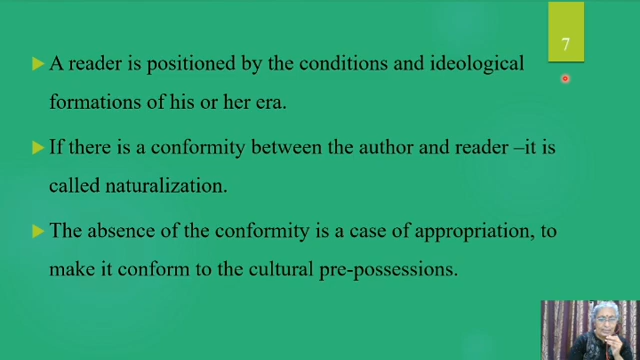 7
A reader is positioned by the conditions and ideological
formations of his or her era.
If there is a conformity between the author and reader –it is
called naturalization.
The absence of the conformity is a case of appropriation, to
make it conform to the cultural pre-possessions.